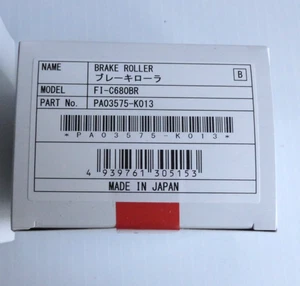 NAME BRAKE ROLLER
ブレーキローラ
B
MODEL FI-C680BR
PART No. PA03575-K013
*PA03575-K013*
4 939761 305153
MADE IN JAPAN